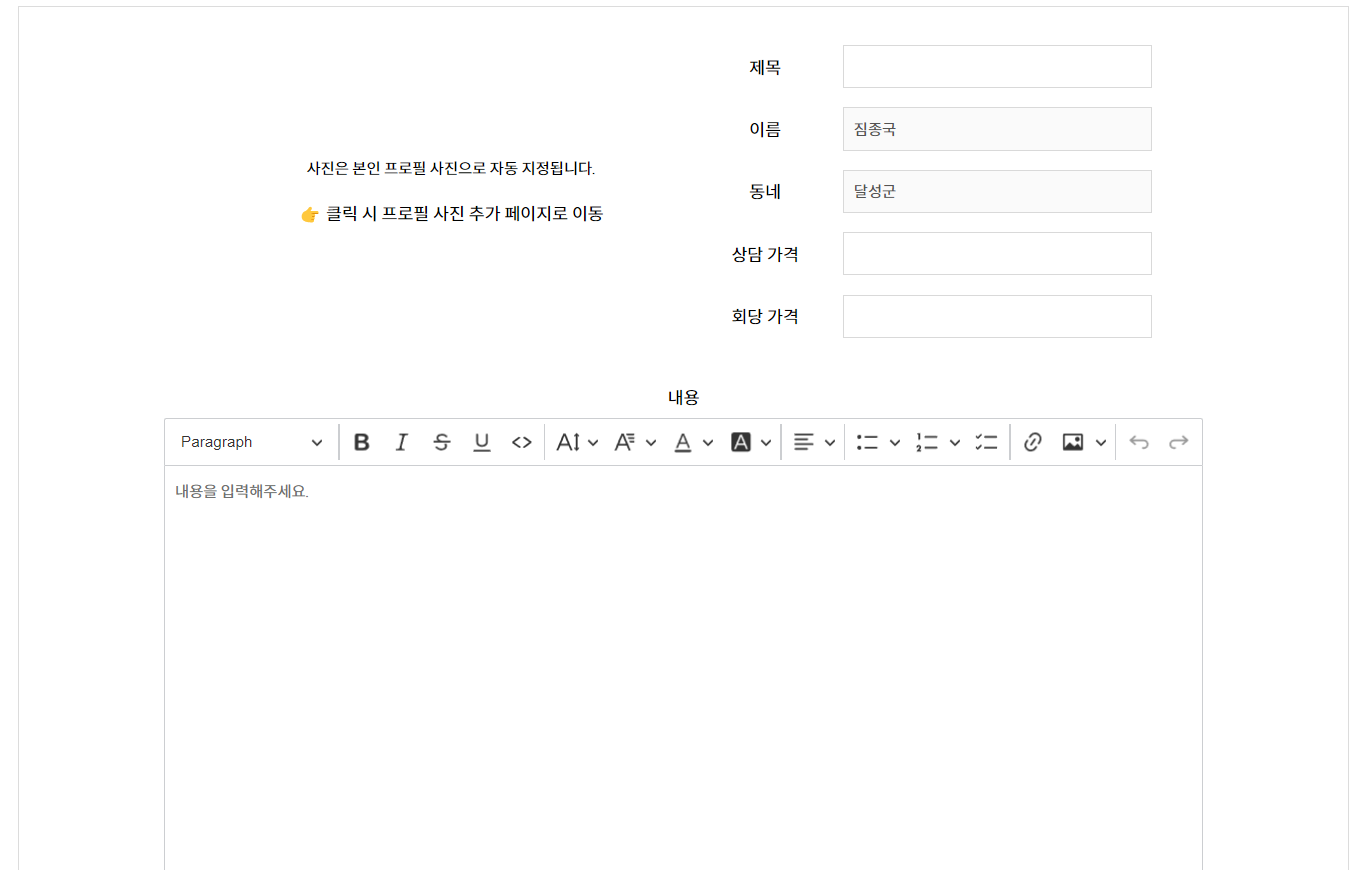 제목
이름 짐종국
사진은 본인 프로필 사진으로 자동 지정됩니다.
동네 달성군
👉 클릭 시 프로필 사진 추가 페이지로 이동
상담 가격
회당 가격
내용
Paragraph
내용을 입력해주세요.